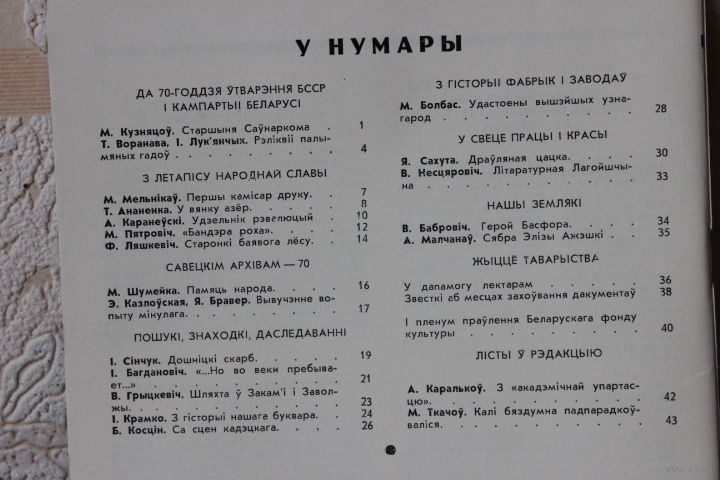 У НУМАРЫ
ДА 70-ГОДДЗЯ ЎТВАРЭННЯ БССР
І КАМПАРТЫІ БЕЛАРУСІ
М. Кузняцоў. Старшыня Саўнаркома . 1
Т. Воранава, І. Лук'янчых. Рэліквіі палы-
мяных гадоў . . . . . . . . 4
З ЛЕТАПІСУ НАРОДНАЙ СЛАВЫ
М. Мельнікаў. Першы камісар друку. . 7
Т. Ананенка. У вянку азёр. . . . . 8
А. Каранеўскі. Удзельнік рэвалюцый . 10
М. Пятровіч. «Бандэра роха». . . . . 12
Ф. Ляшкевіч. Старонкі баявога лёсу. . 14
САВЕЦКІМ АРХІВАМ — 70
М. Шумейка. Памяць народа. . . . . 16
Э. Казлоўская, Я. Бравер. Вывучэнне во-
пыту мінулага. . . . . . . . 17
ПОШУКІ, ЗНАХОДКІ, ДАСЛЕДАВАННІ
І. Сінчук. Дошніцкі скарб. . . . . 19
І. Багдановіч. «...Но во веки пребыва-
ет...» . . . . . . . . . 21
В. Грыцкевіч. Шляхта ў Закам'і і Завол-
жы. . . . . . . . . . 23
І. Крамко. З гісторыі нашага буквара. . 24
Б. Косцін. Са сцен кадэцкага. . . . 26
З ГІСТОРЫІ ФАБРЫК І ЗАВОДАЎ
М. Болбас. Удастоены вышэйшых узна-
гарод . . . . . . . . . 28
У СВЕЦЕ ПРАЦЫ І КРАСЫ
Я. Сахута. Драўляная цацка. . . . . 30
В. Несцяровіч. Літаратурная Лагойшчы-
на . . . . . . . . . . 33
НАШЫ ЗЕМЛЯКІ
В. Бабровіч. Герой Басфора. . . . . 34
А. Малчанаў. Сябра Элізы Ажэшкі . . 35
ЖЫЦЦЁ ТАВАРЫСТВА
У дапамогу лектарам . . . . . 36
Звесткі аб месцах захоўвання дакументаў 38
І пленум праўлення Беларускага фонду
культуры . . . . . . . . 40
ЛІСТЫ Ў РЭДАКЦЫЮ
А. Каралькоў. З «акадэмічнай упартас-
цю». . . . . . . . . . 42
М. Ткачоў. Калі бяздумна падпарадкоў-
валіся. . . . . . . . . 43